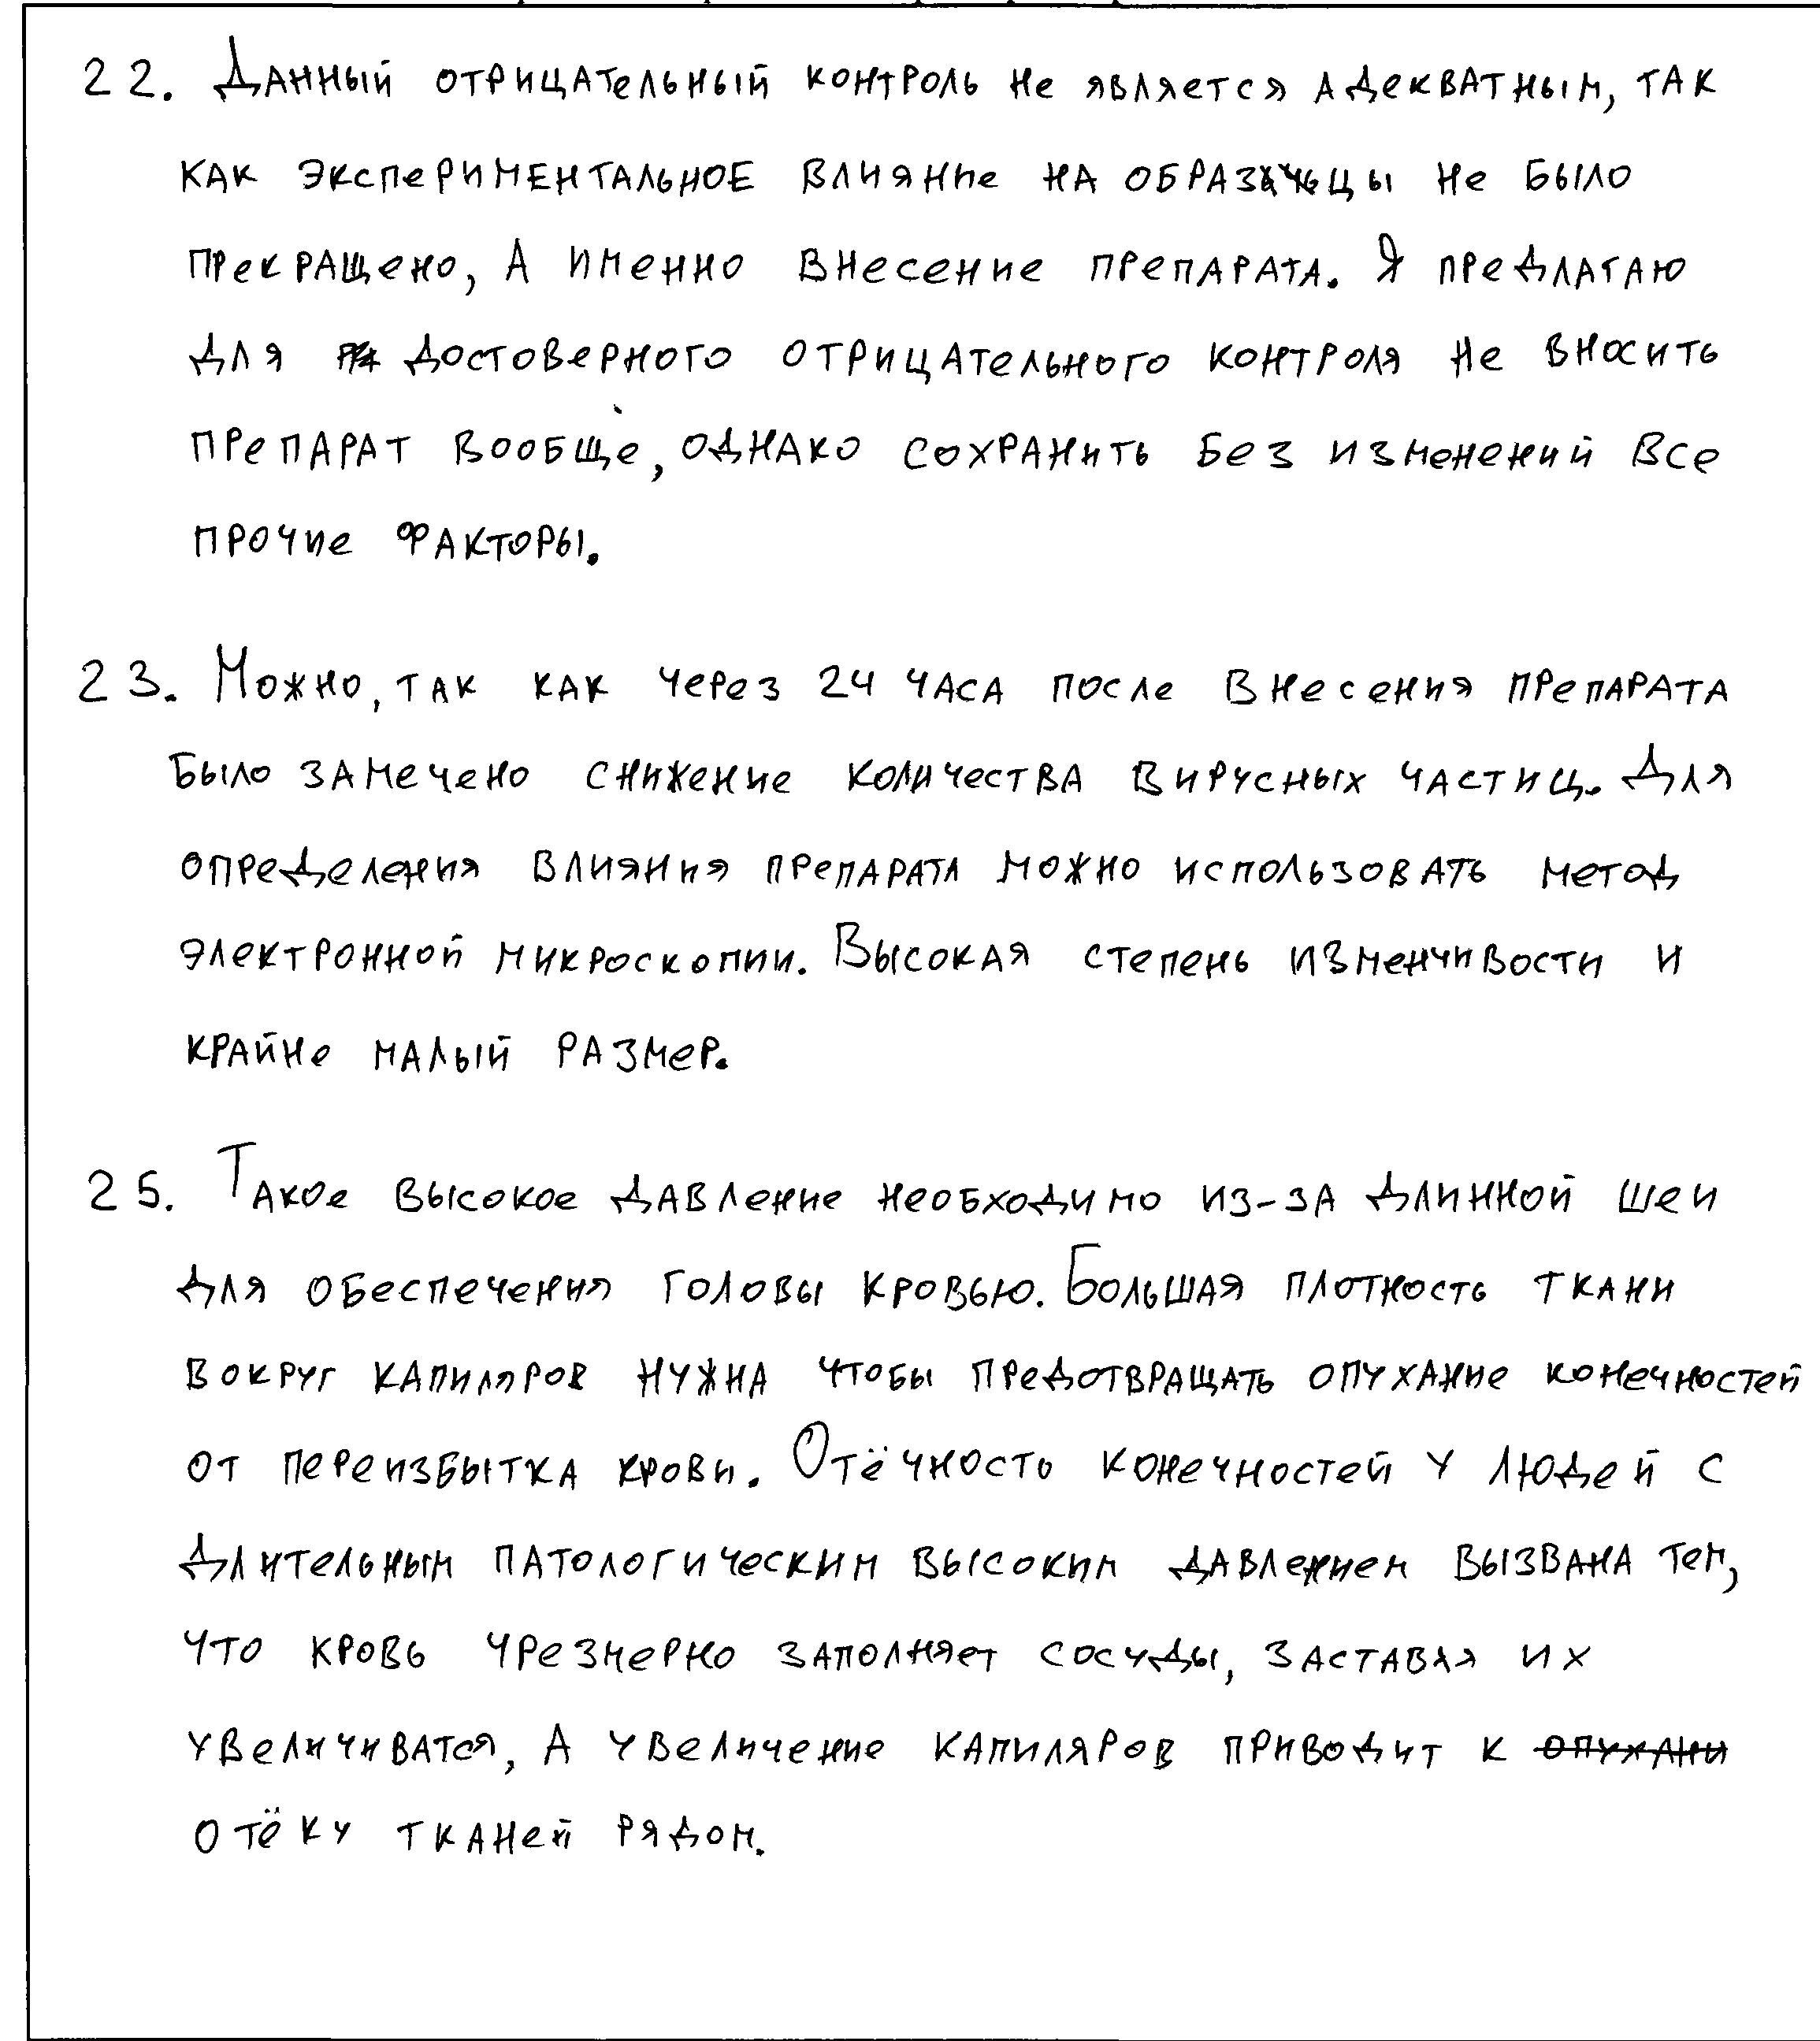 22. Данный отрицательный контроль не является адекватным, так
как экспериментальное влияние на образцы не было
прекращено, а именно внесение препарата. Я предлагаю
для достоверного отрицательного контроля не вносить
препарат вообще, однако сохранить без изменений все
прочие факторы.
23. Можно, так как через 24 часа после внесения препарата
было замечено снижение количества вирусных частиц. Для
определения влияния препарата можно использовать метод
электронной микроскопии. Высокая степень изменчивости и
крайне малый размер.
25. Такое высокое давление необходимо из-за длинной шеи
для обеспечения головы кровью. Большая плотность ткани
вокруг капиляров нужна чтобы предотвращать опухание конечностей
от переизбытка крови. Отёчность конечностей у людей с
длительным патологическим высоким давлением вызвана тем,
что кровь чрезмерно заполняет сосуды, заставляя их
увеличиватся, а увеличение капиляров приводит к опухани
отёку тканей рядом.